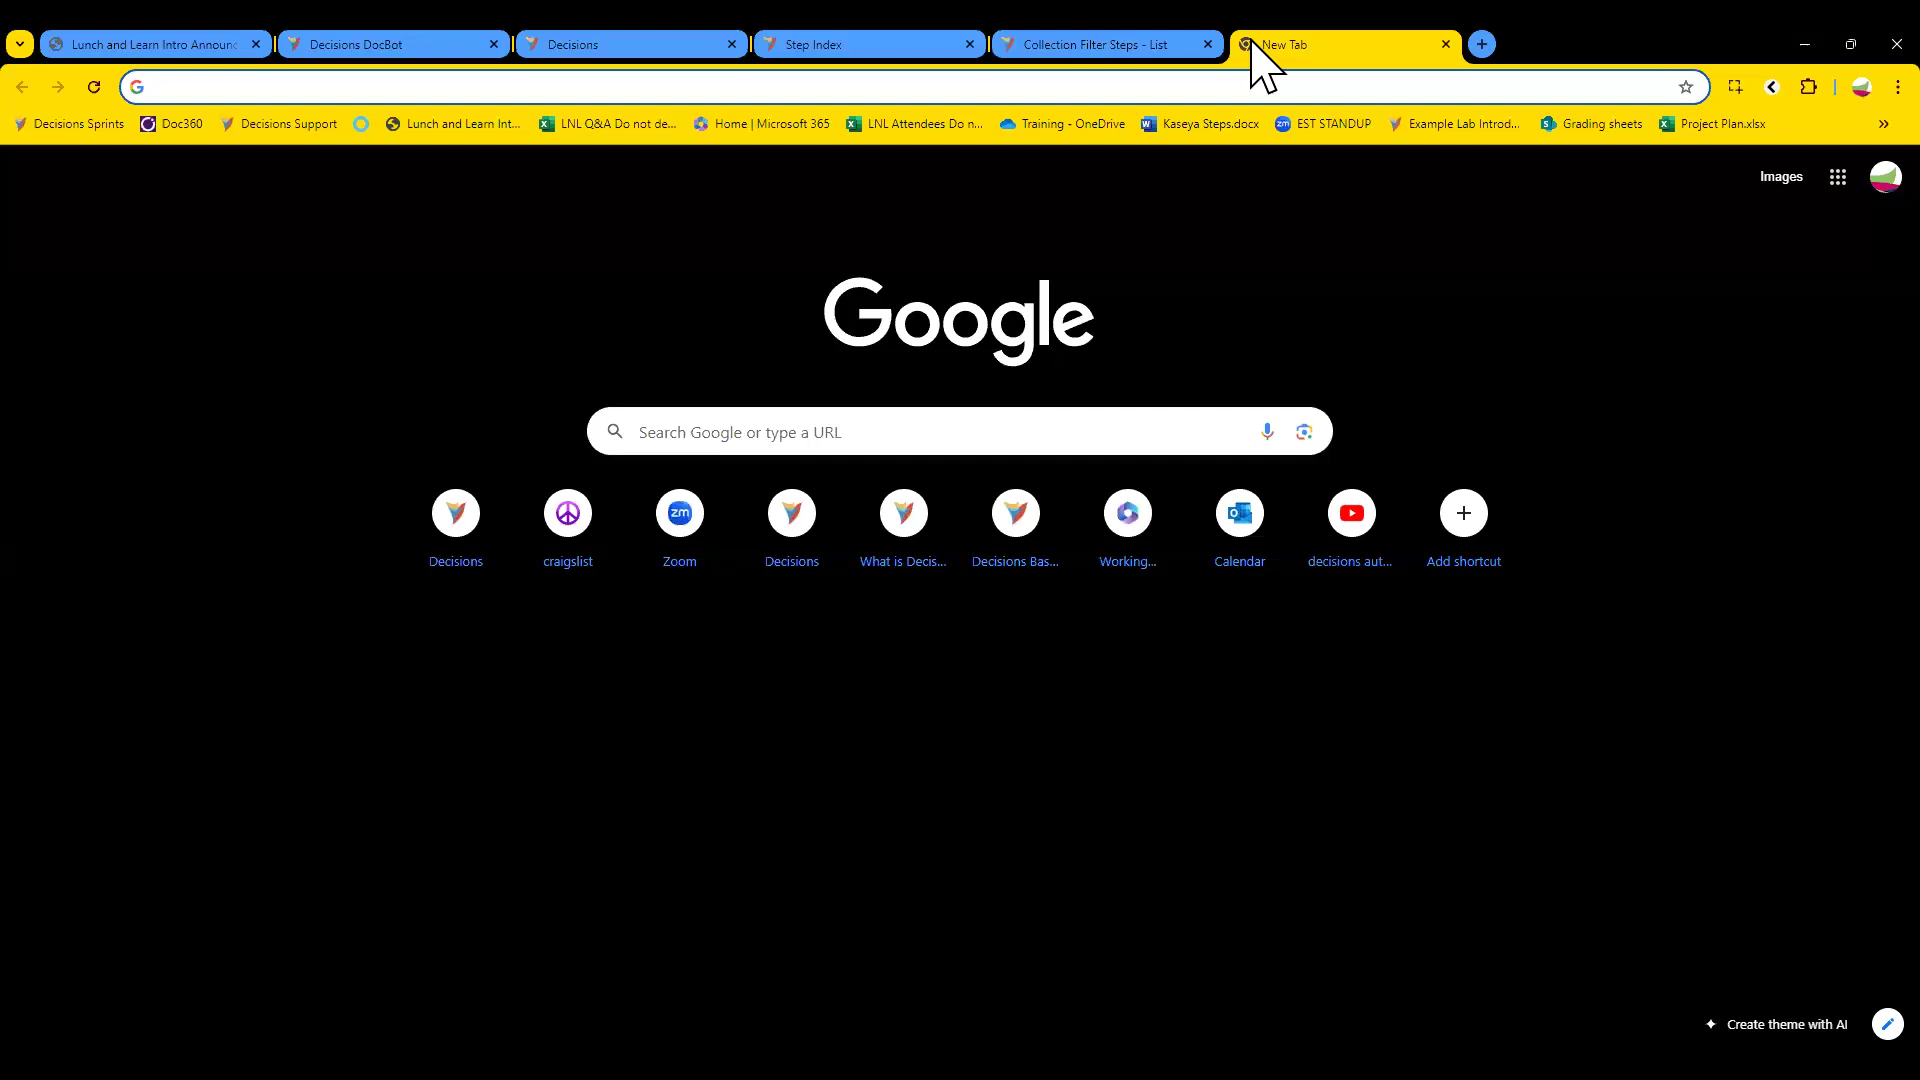 Lunch and Learn Intro Announc
Decisions DocBot
Decisions
Step Index
Collection Filter Steps - List
New Tab
Decisions Sprints
Doc360
Decisions Support
Lunch and Learn Int...
LNL Q&A Do not de...
Home | Microsoft 365
LNL Attendees Do n...
Training - OneDrive
Kaseya Steps.docx
EST STANDUP
Example Lab Introd...
Grading sheets
Project Plan.xlsx
Images
Google
Search Google or type a URL
zm
Decisions
craigslist
Zoom
Decisions
What is Decis...
Decisions Bas...
Working...
Calendar
decisions aut...
Add shortcut
Create theme with AI